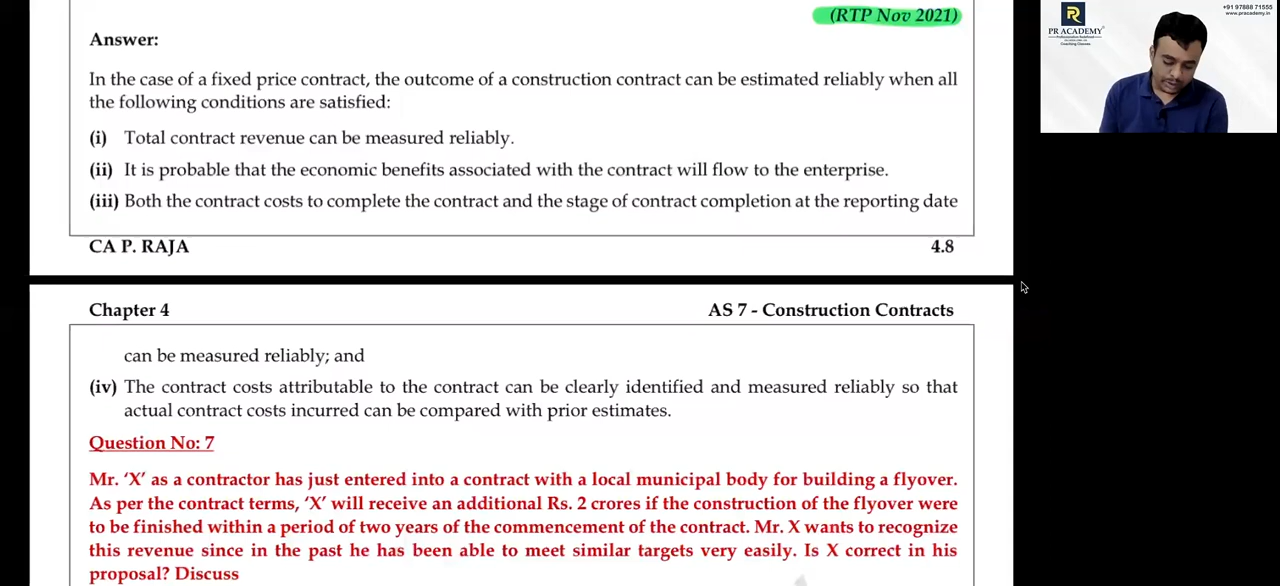 (RTP Nov 2021)
+91 97888 71555
www.pracademy.in
PR ACADEMY
Answer:
In the case of a fixed price contract, the outcome of a construction contract can be estimated reliably when all
the following conditions are satisfied:
(i) Total contract revenue can be measured reliably.
(ii) It is probable that the economic benefits associated with the contract will flow to the enterprise.
(iii) Both the contract costs to complete the contract and the stage of contract completion at the reporting date
CA P. RAJA 4.8
Chapter 4 AS 7 - Construction Contracts
can be measured reliably; and
(iv) The contract costs attributable to the contract can be clearly identified and measured reliably so that
actual contract costs incurred can be compared with prior estimates.
Question No: 7
Mr. ‘X’ as a contractor has just entered into a contract with a local municipal body for building a flyover.
As per the contract terms, ‘X’ will receive an additional Rs. 2 crores if the construction of the flyover were
to be finished within a period of two years of the commencement of the contract. Mr. X wants to recognize
this revenue since in the past he has been able to meet similar targets very easily. Is X correct in his
proposal? Discuss